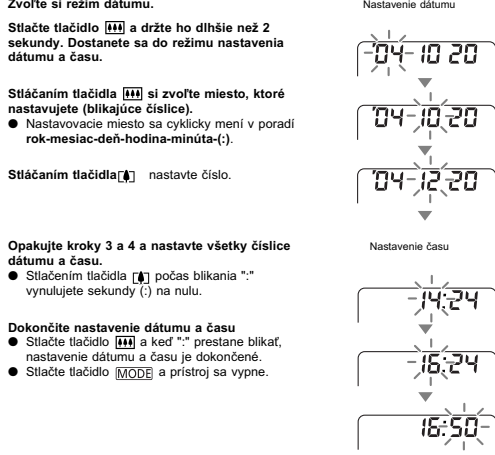 Zvoľte si režim dátumu.
Stlačte tlačidlo a držte ho dlhšie než 2
sekundy. Dostanete sa do režimu nastavenia
dátumu a času.
Stláčaním tlačidla si zvoľte miesto, ktoré
nastavujete (blikajúce číslice).
● Nastavovacie miesto sa cyklicky mení v poradí
rok-mesiac-deň-hodina-minúta-(:).
Stláčaním tlačidla nastavte číslo.
Opakujte kroky 3 a 4 a nastavte všetky číslice
dátumu a času.
● Stlačením tlačidla počas blikania ":"
vynulujete sekundy (:) na nulu.
Dokončite nastavenie dátumu a času
● Stlačte tlačidlo a keď ":" prestane blikať,
nastavenie dátumu a času je dokončené.
● Stlačte tlačidlo MODE a prístroj sa vypne.
Nastavenie dátumu
'04-10 20
'04-10-20
'04-12-20
Nastavenie času
14:24
16:24
16:50